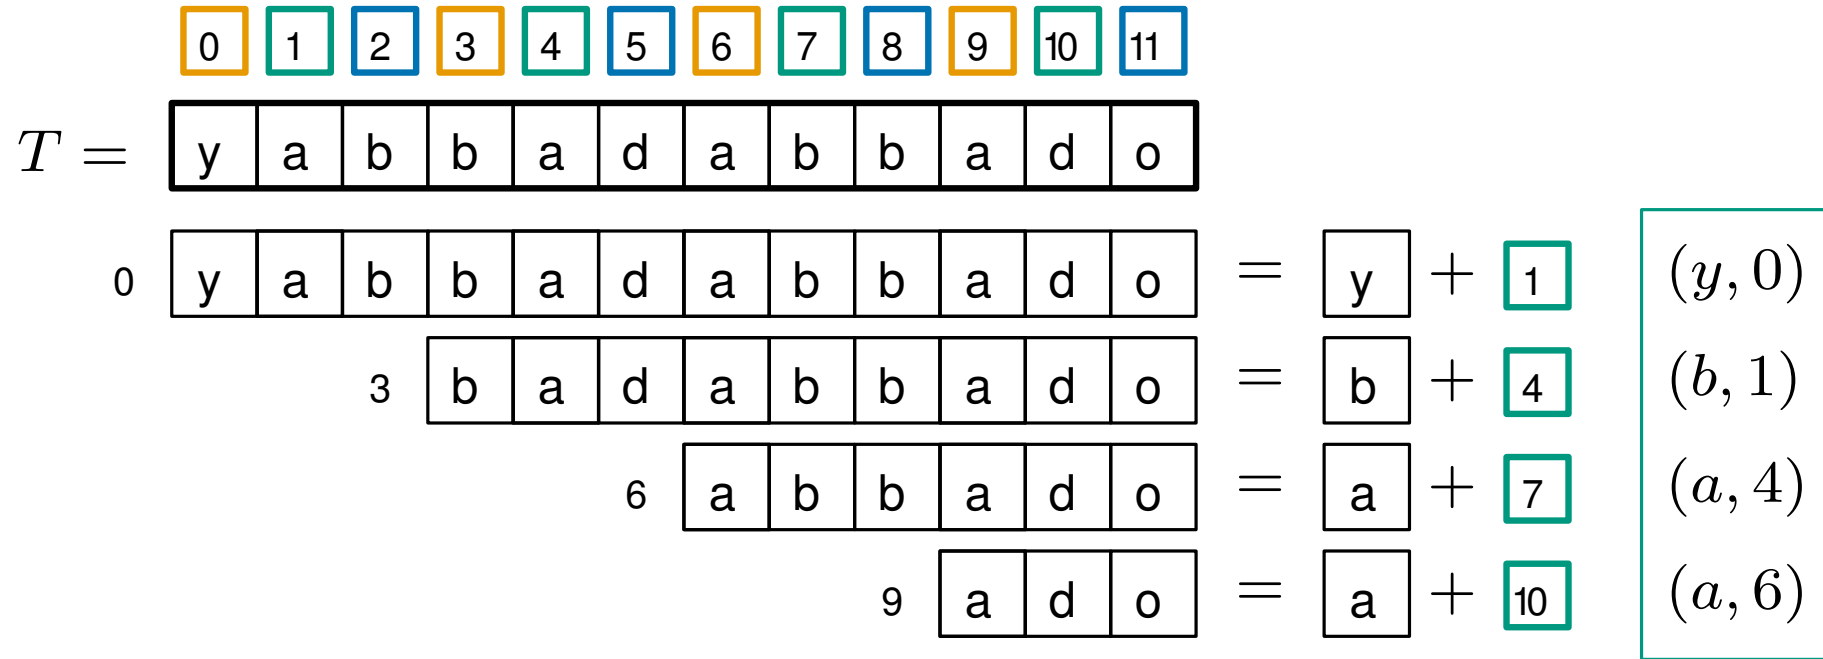 0 1 2 3 4 5 6 7 8 9 10 11
T = y a b b a d a b b a d o
0 y a b b a d a b b a d o = y + 1 (y, 0)
3 b a d a b b a d o = b + 4 (b, 1)
6 a b b a d o = a + 7 (a, 4)
9 a d o = a + 10 (a, 6)